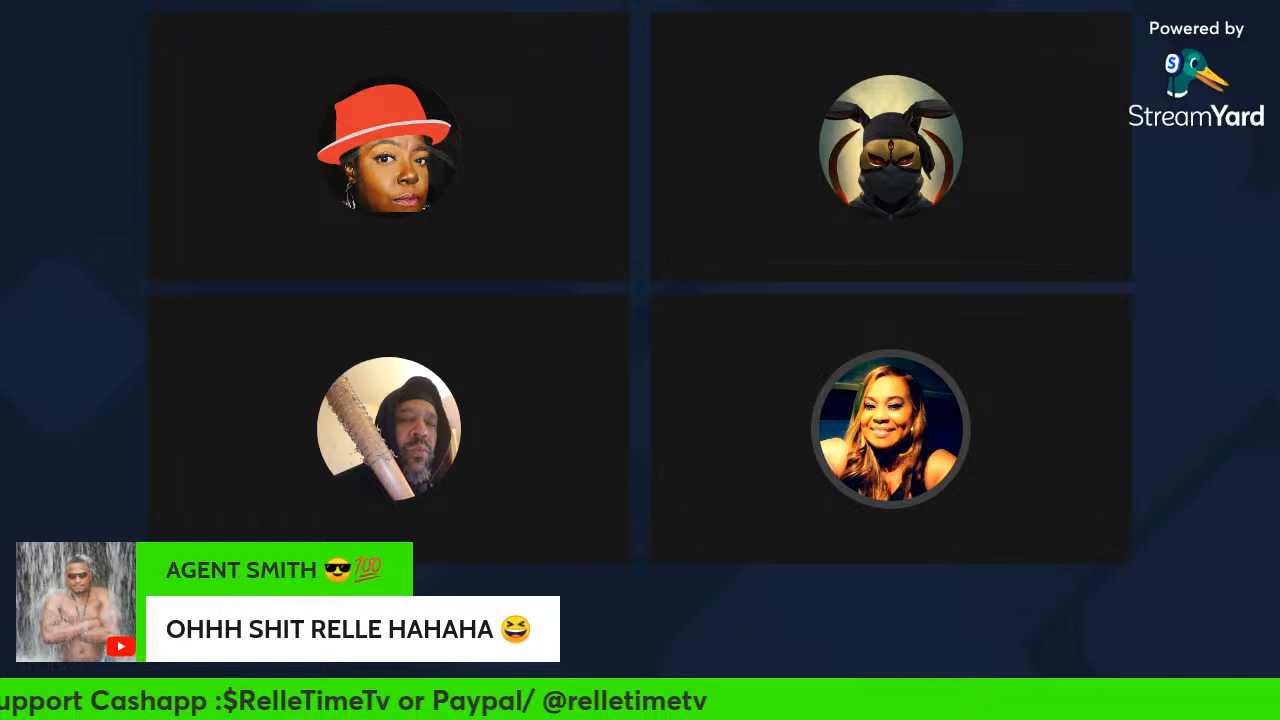 Powered by
StreamYard
AGENT SMITH 😎💯
OHHH SHIT RELLE HAHAHA 😆
upport Cashapp :$RelleTimeTv or Paypal/ @relletimetv